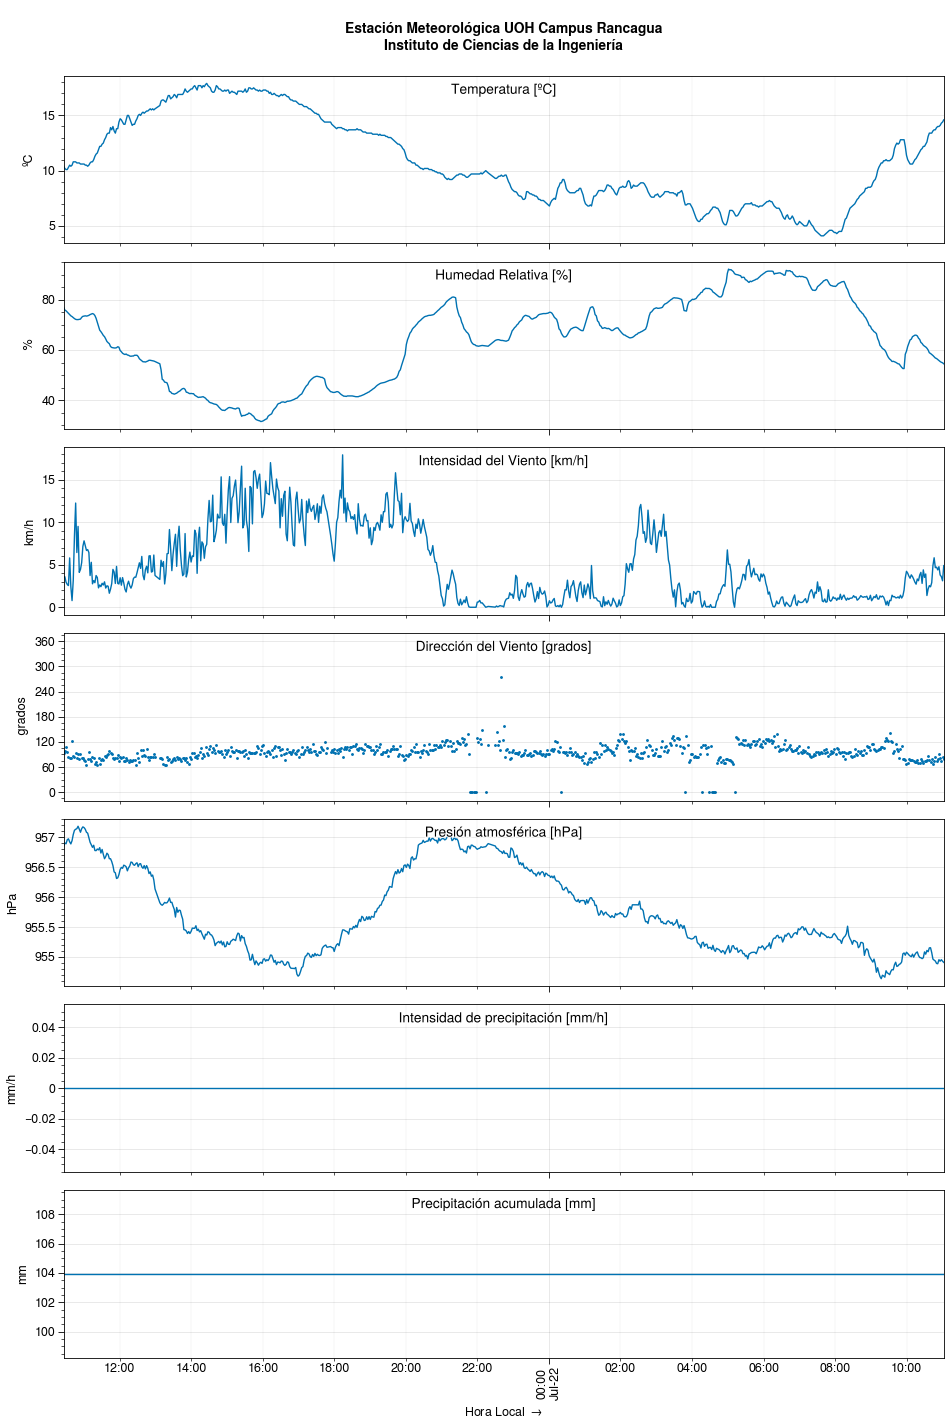 Estación Meteorológica UOH Campus Rancagua
Instituto de Ciencias de la Ingeniería
Temperatura [ºC]
ºC
15
10
5
Humedad Relativa [%]
%
80
60
40
Intensidad del Viento [km/h]
km/h
15
10
5
0
Dirección del Viento [grados]
grados
360
300
240
180
120
60
0
Presión atmosférica [hPa]
hPa
957
956.5
956
955.5
955
Intensidad de precipitación [mm/h]
mm/h
0.04
0.02
0
−0.02
−0.04
Precipitación acumulada [mm]
mm
108
106
104
102
100
12:00 14:00 16:00 18:00 20:00 22:00 00:00 02:00 04:00 06:00 08:00 10:00
Jul-22
Hora Local →